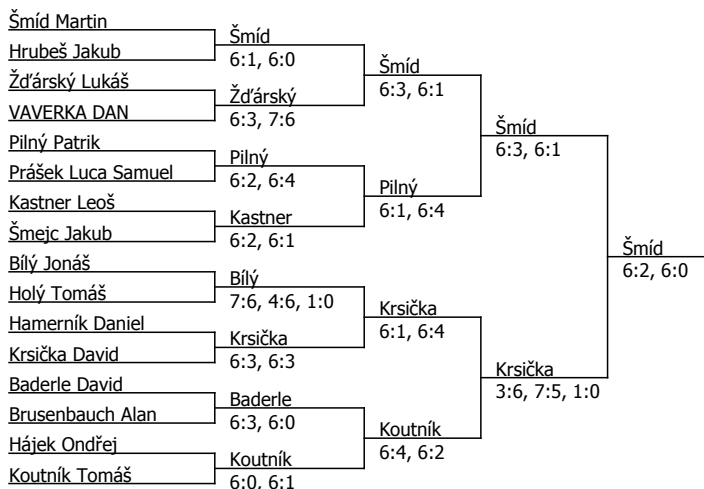 Šmíd Martin
Hrubeš Jakub
Žďárský Lukáš
VAVERKA DAN
Pilný Patrik
Prášek Luca Samuel
Kastner Leoš
Šmejc Jakub
Bílý Jonáš
Holý Tomáš
Hamerník Daniel
Krsička David
Baderle David
Brusenbauch Alan
Hájek Ondřej
Koutník Tomáš
Šmíd
6:1, 6:0
Žďárský
6:3, 7:6
Pilný
6:2, 6:4
Kastner
6:2, 6:1
Bílý
7:6, 4:6, 1:0
Krsička
6:3, 6:3
Baderle
6:3, 6:0
Koutník
6:0, 6:1
Šmíd
6:3, 6:1
Pilný
6:1, 6:4
Krsička
6:1, 6:4
Koutník
6:4, 6:2
Šmíd
6:3, 6:1
Krsička
3:6, 7:5, 1:0
Šmíd
6:2, 6:0